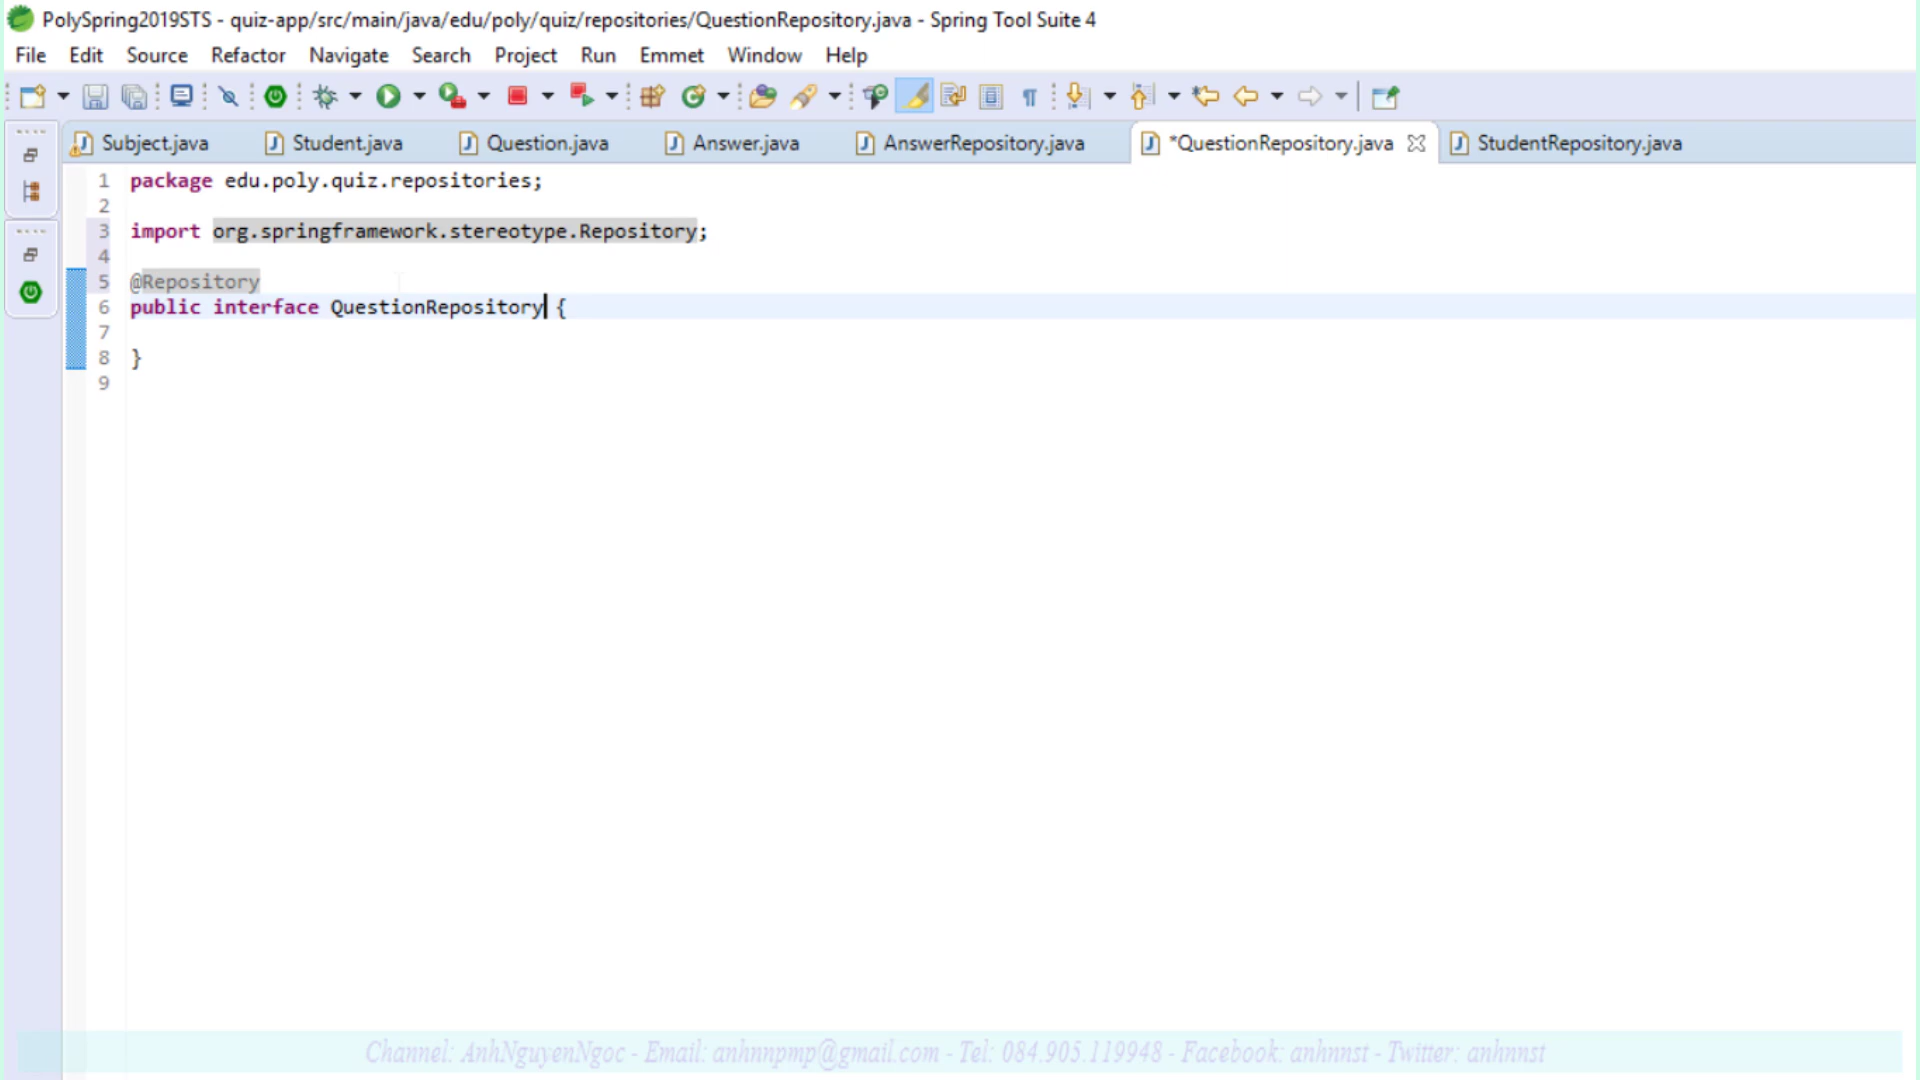 PolySpring2019STS - quiz-app/src/main/java/edu/poly/quiz/repositories/QuestionRepository.java - Spring Tool Suite 4
File Edit Source Refactor Navigate Search Project Run Emmet Window Help
Subject.java Student.java Question.java Answer.java AnswerRepository.java *QuestionRepository.java StudentRepository.java
1 package edu.poly.quiz.repositories;
2
3 import org.springframework.stereotype.Repository;
4
5 @Repository
6 public interface QuestionRepository {
7
8 }
9
Channel: AnhNguyenNgoc - Email: anhnnpmp@gmail.com - Tel: 084.905.119948 - Facebook: anhnnst - Twitter: anhnnst